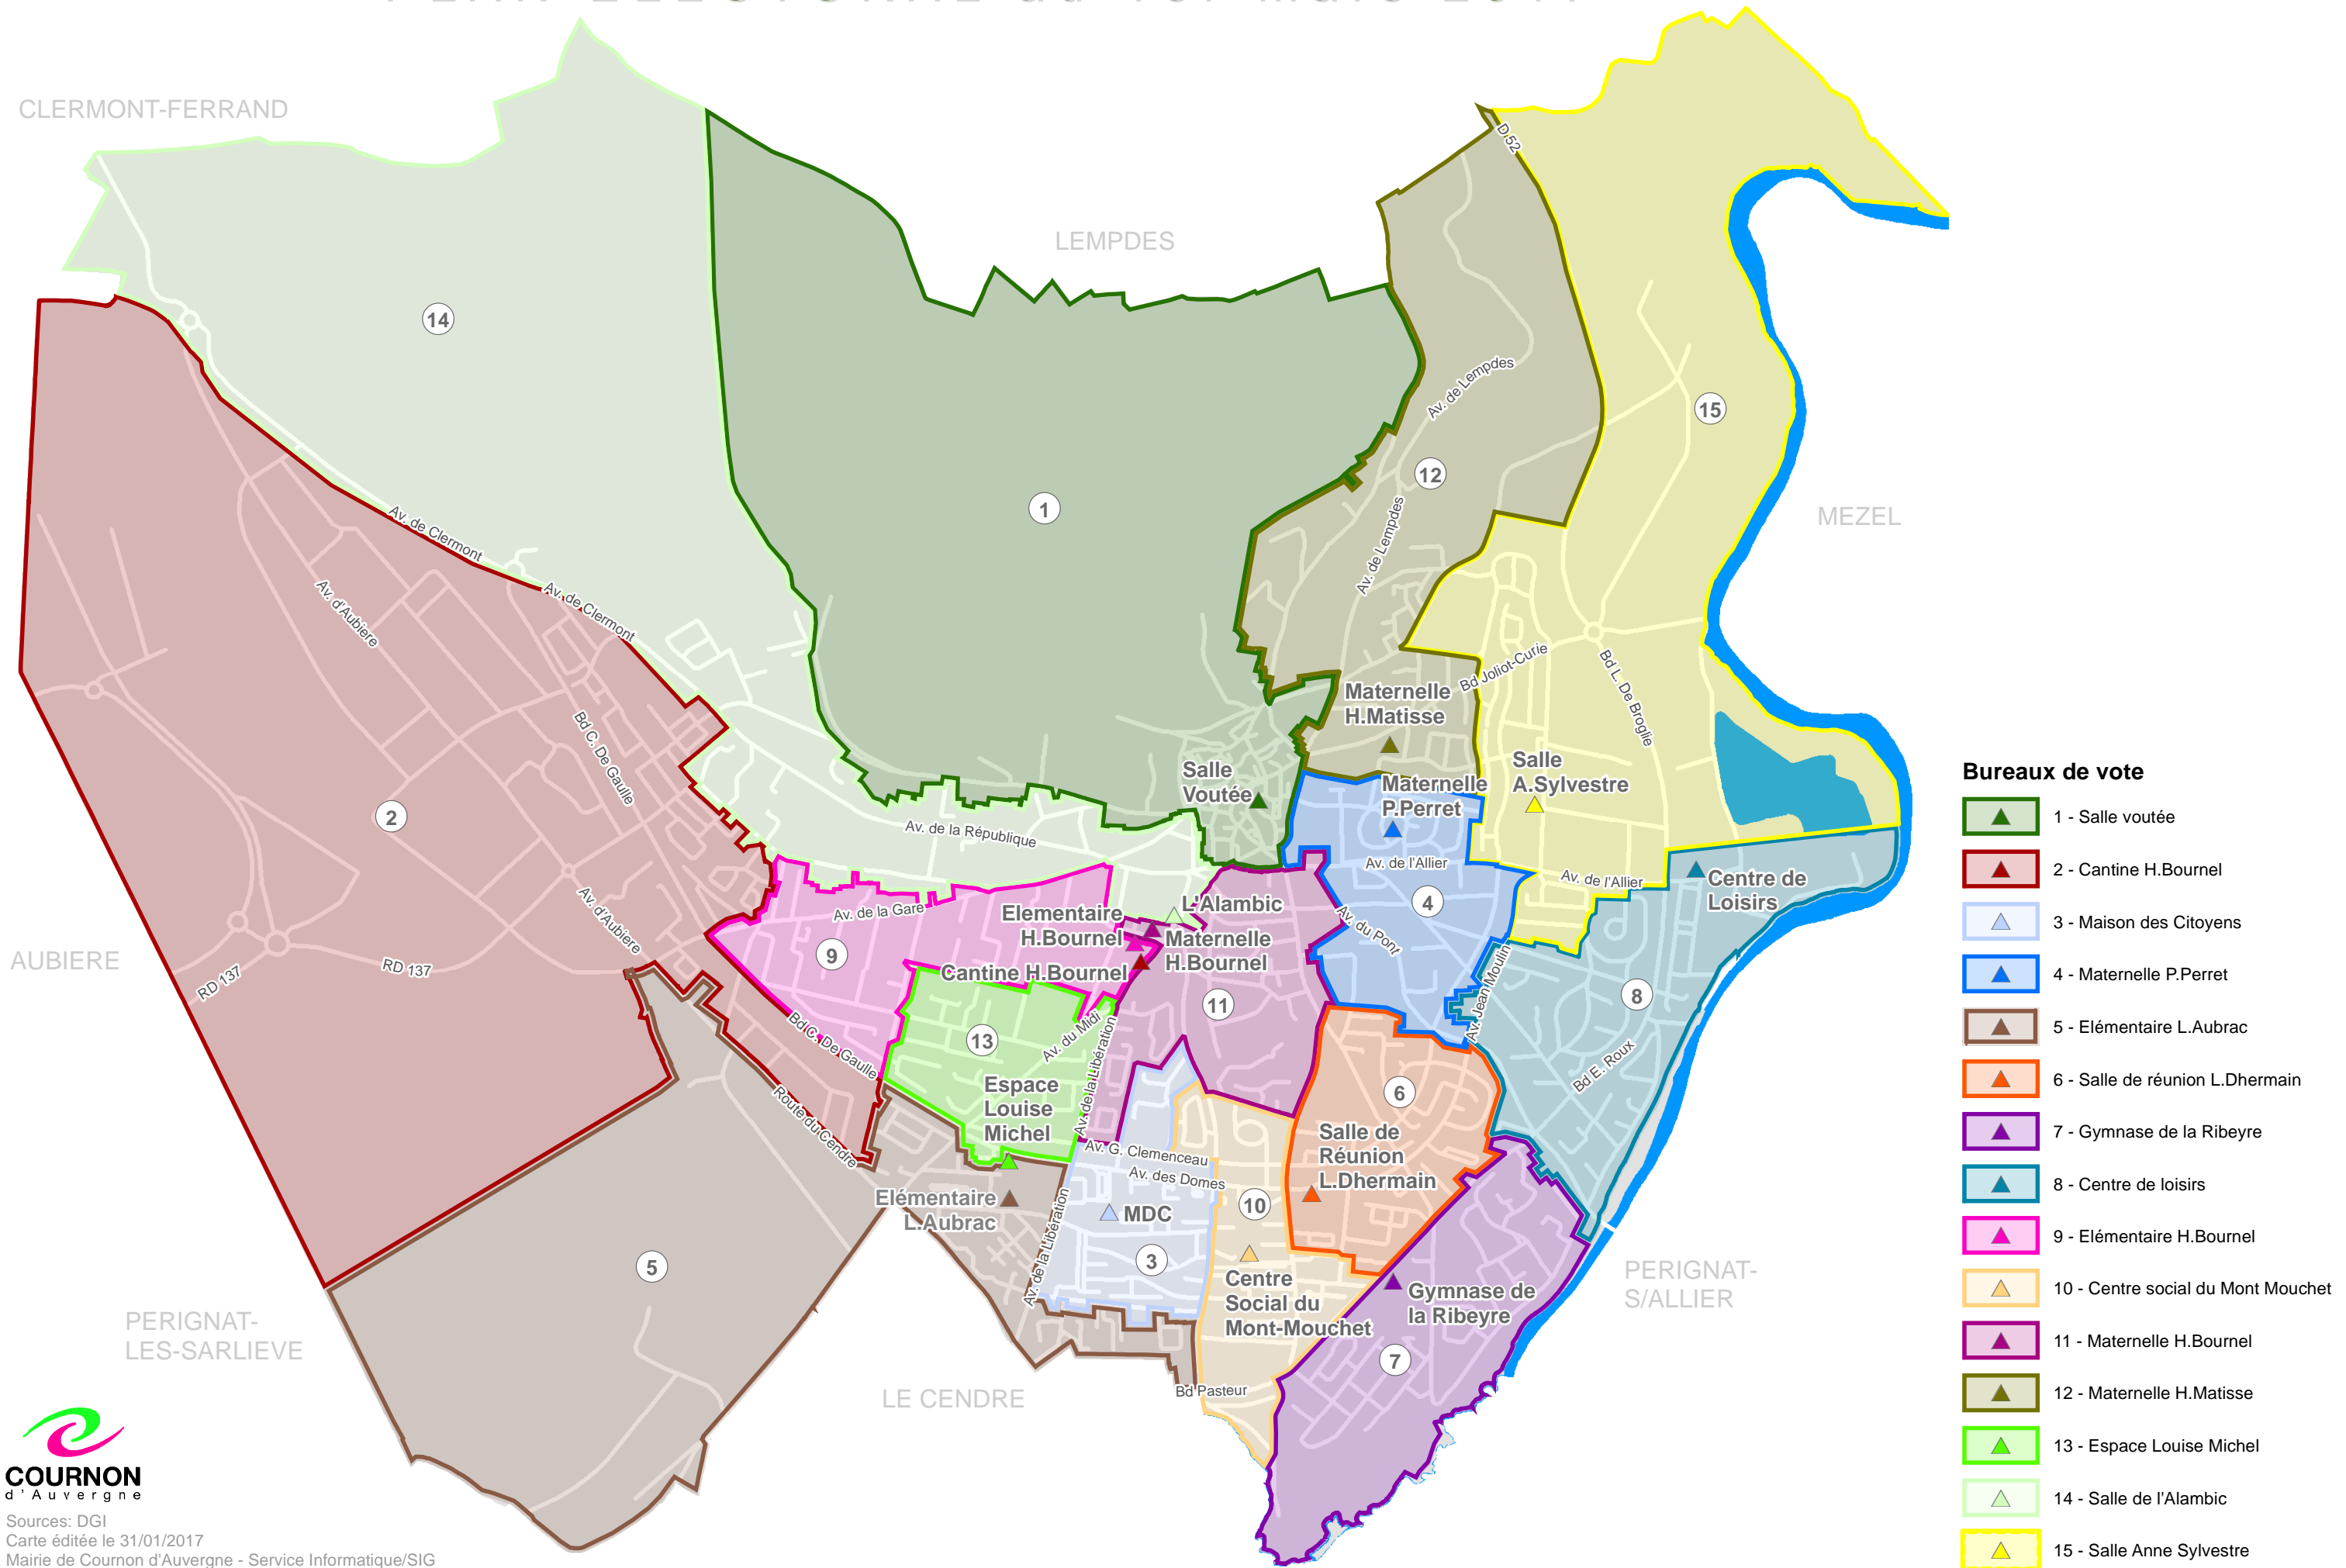 CLERMONT-FERRAND
LEMPDES
MEZEL
AUBIERE
PERIGNAT-
LES-SARLIEVE
LE CENDRE
PERIGNAT-
S/ALLIER
D 52
14
1
12
15
2
9
4
8
13
11
6
10
5
3
7
Av. de Lempdes
Av. de Lempdes
Av. de Clermont
Av. de Clermont
Av. d'Aubiere
Bd C. De Gaulle
Bd Joliot-Curie
Bd L. De Broglie
Maternelle
H.Matisse
Salle
A.Sylvestre
Maternelle
P.Perret
Salle
Voutée
Av. de la République
Av. de l'Allier
Av. de l'Allier
Centre de
Loisirs
Av. de la Gare
L'Alambic
Elementaire
H.Bournel
Maternelle
H.Bournel
Cantine H.Bournel
Av. du Pont
Av. d'Aubiere
RD 137
RD 137
Av. Jean Moulin
Bd E. Roux
Bd C. De Gaulle
Av. du Midi
Av. de la Libération
Espace
Louise
Michel
Route du Cendre
Av. G. Clemenceau
Av. des Domes
Salle de
Réunion
L.Dhermain
Elémentaire
L.Aubrac
MDC
Av. de la Libération
Centre
Social du
Mont-Mouchet
Gymnase de
la Ribeyre
Bd Pasteur
Bureaux de vote
1 - Salle voutée
2 - Cantine H.Bournel
3 - Maison des Citoyens
4 - Maternelle P.Perret
5 - Elémentaire L.Aubrac
6 - Salle de réunion L.Dhermain
7 - Gymnase de la Ribeyre
8 - Centre de loisirs
9 - Elémentaire H.Bournel
10 - Centre social du Mont Mouchet
11 - Maternelle H.Bournel
12 - Maternelle H.Matisse
13 - Espace Louise Michel
14 - Salle de l'Alambic
15 - Salle Anne Sylvestre
COURNON
d'Auvergne
Sources: DGI
Carte éditée le 31/01/2017
Mairie de Cournon d'Auvergne - Service Informatique/SIG